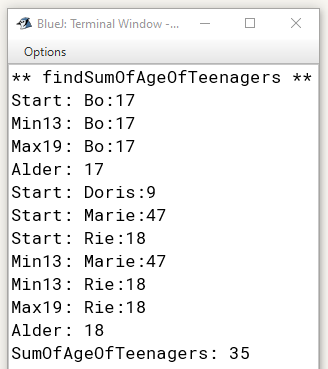 BlueJ: Terminal Window -...
Options
** findSumOfAgeOfTeenagers **
Start: Bo:17
Min13: Bo:17
Max19: Bo:17
Alder: 17
Start: Doris:9
Start: Marie:47
Start: Rie:18
Min13: Marie:47
Min13: Rie:18
Max19: Rie:18
Alder: 18
SumOfAgeOfTeenagers: 35